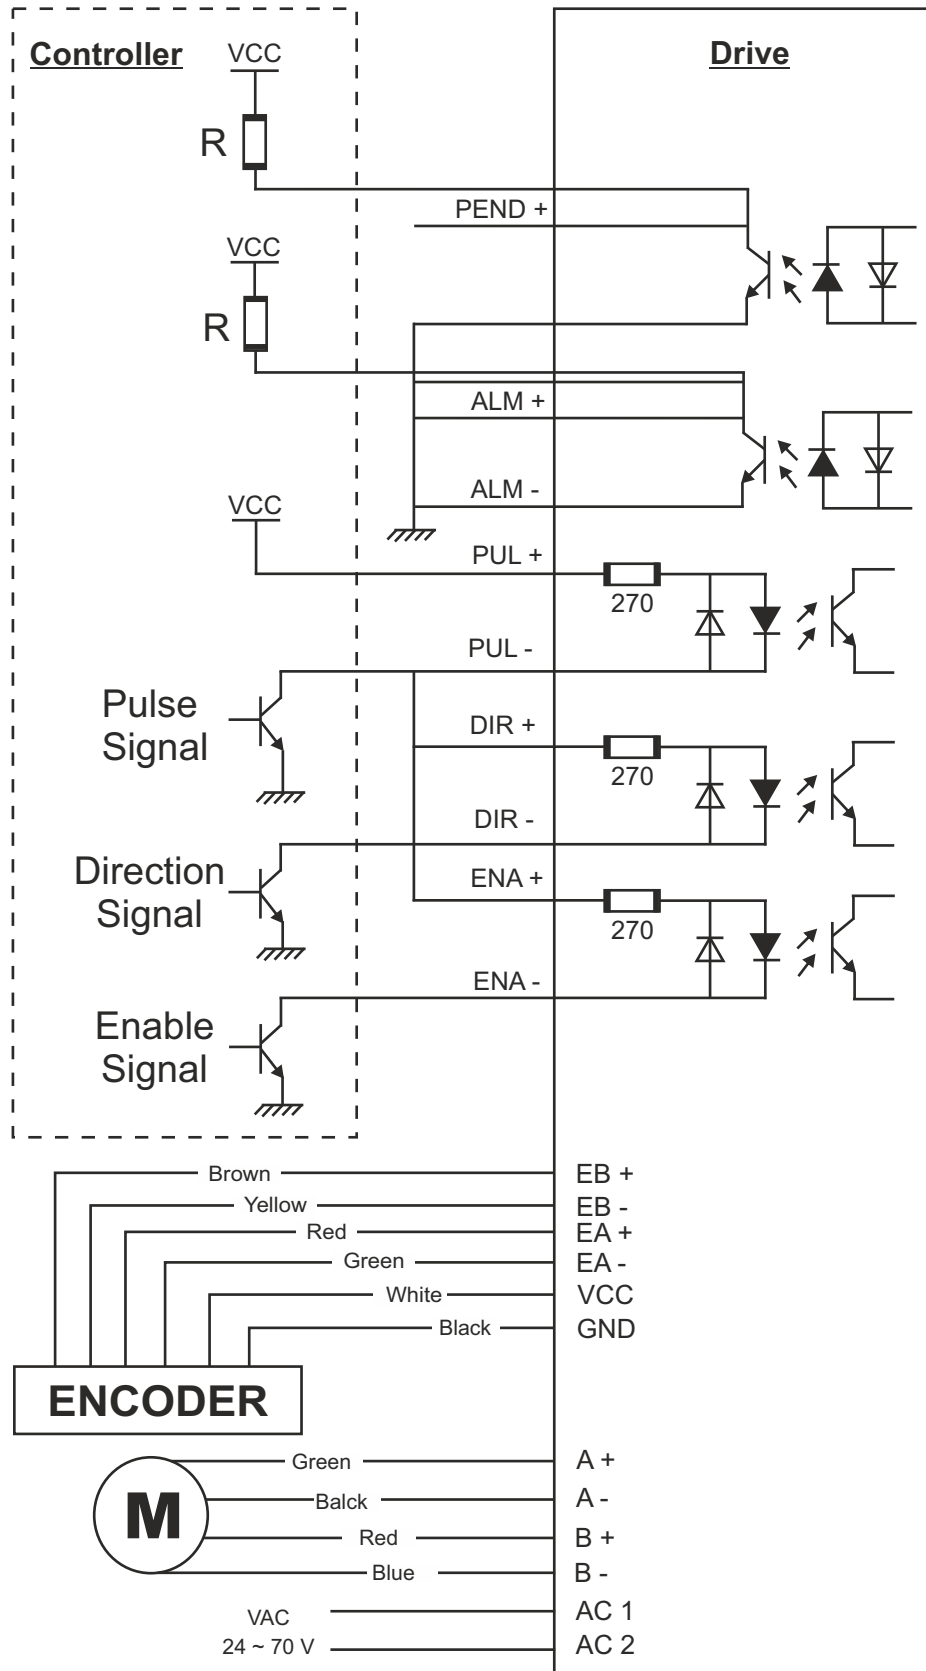 Controller
Drive
VCC
R
PEND +
VCC
R
ALM +
ALM -
VCC
PUL +
270
PUL -
Pulse
Signal
DIR +
270
DIR -
Direction
Signal
ENA +
270
ENA -
Enable
Signal
Brown
EB +
Yellow
EB -
Red
EA +
Green
EA -
White
VCC
Black
GND
ENCODER
Green
A +
M
Balck
A -
Red
B +
Blue
B -
VAC
24 ~ 70 V
AC 1
AC 2